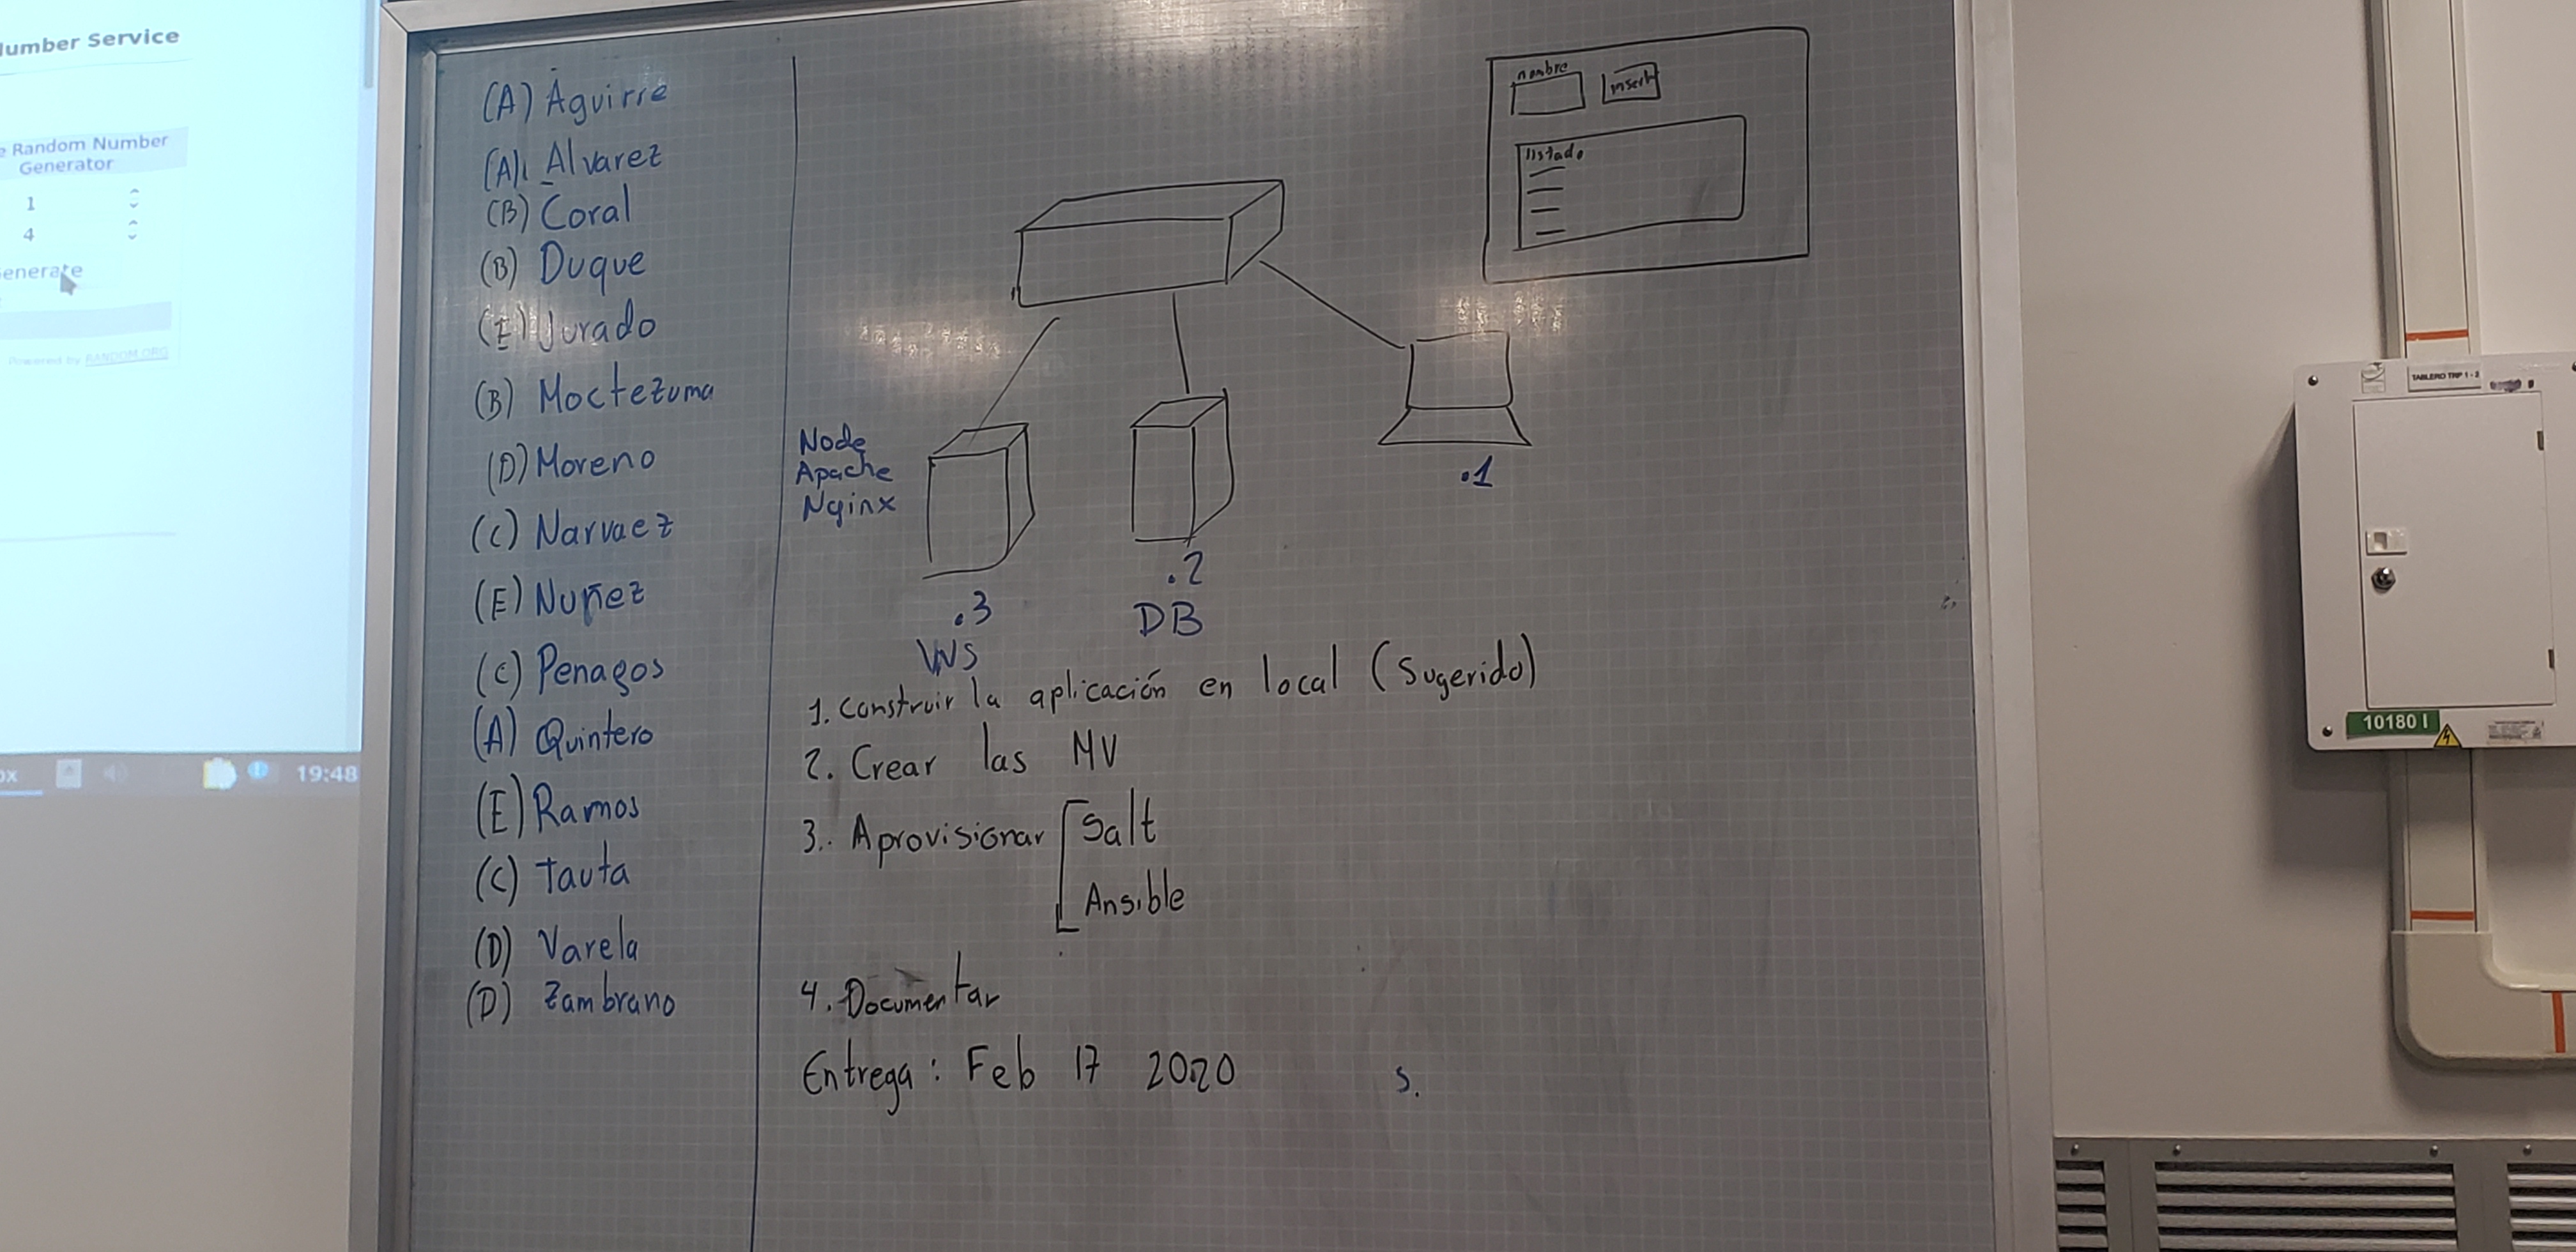 Number Service
Random Number
Generator
1
4
enerate
Powered by RANDOM.ORG
ox
19:48
(A) Aguirre
(A) Alvarez
(B) Coral
(B) Duque
(E) Jurado
(B) Moctezuma
(D) Moreno
(C) Narvaez
(E) Nuñez
(C) Penagos
(A) Quintero
(E) Ramos
(C) Tauta
(D) Varela
(D) Zambrano
nombre
insert
listado
Node
Apache
Nginx
.3
WS
.2
DB
.1
1. Construir la aplicación en local (Sugerido)
2. Crear las MV
3. Aprovisionar
Salt
Ansible
4. Documentar
Entrega: Feb 17 2020
S.
TABLERO TRP 1 - 2
10180 I